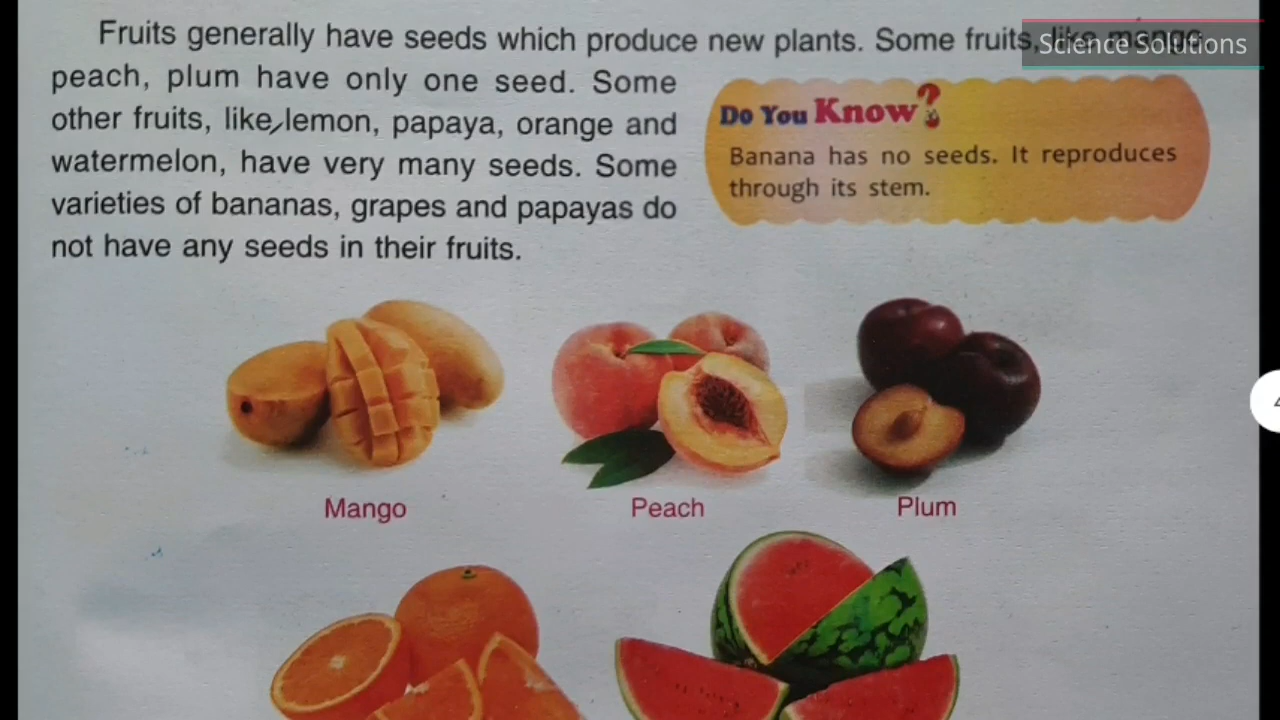 Fruits generally have seeds which produce new plants. Some fruits, like mango
Science Solutions
peach, plum have only one seed. Some
other fruits, like, lemon, papaya, orange and
watermelon, have very many seeds. Some
varieties of bananas, grapes and papayas do
not have any seeds in their fruits.
Do You Know?
Banana has no seeds. It reproduces
through its stem.
Mango
Peach
Plum